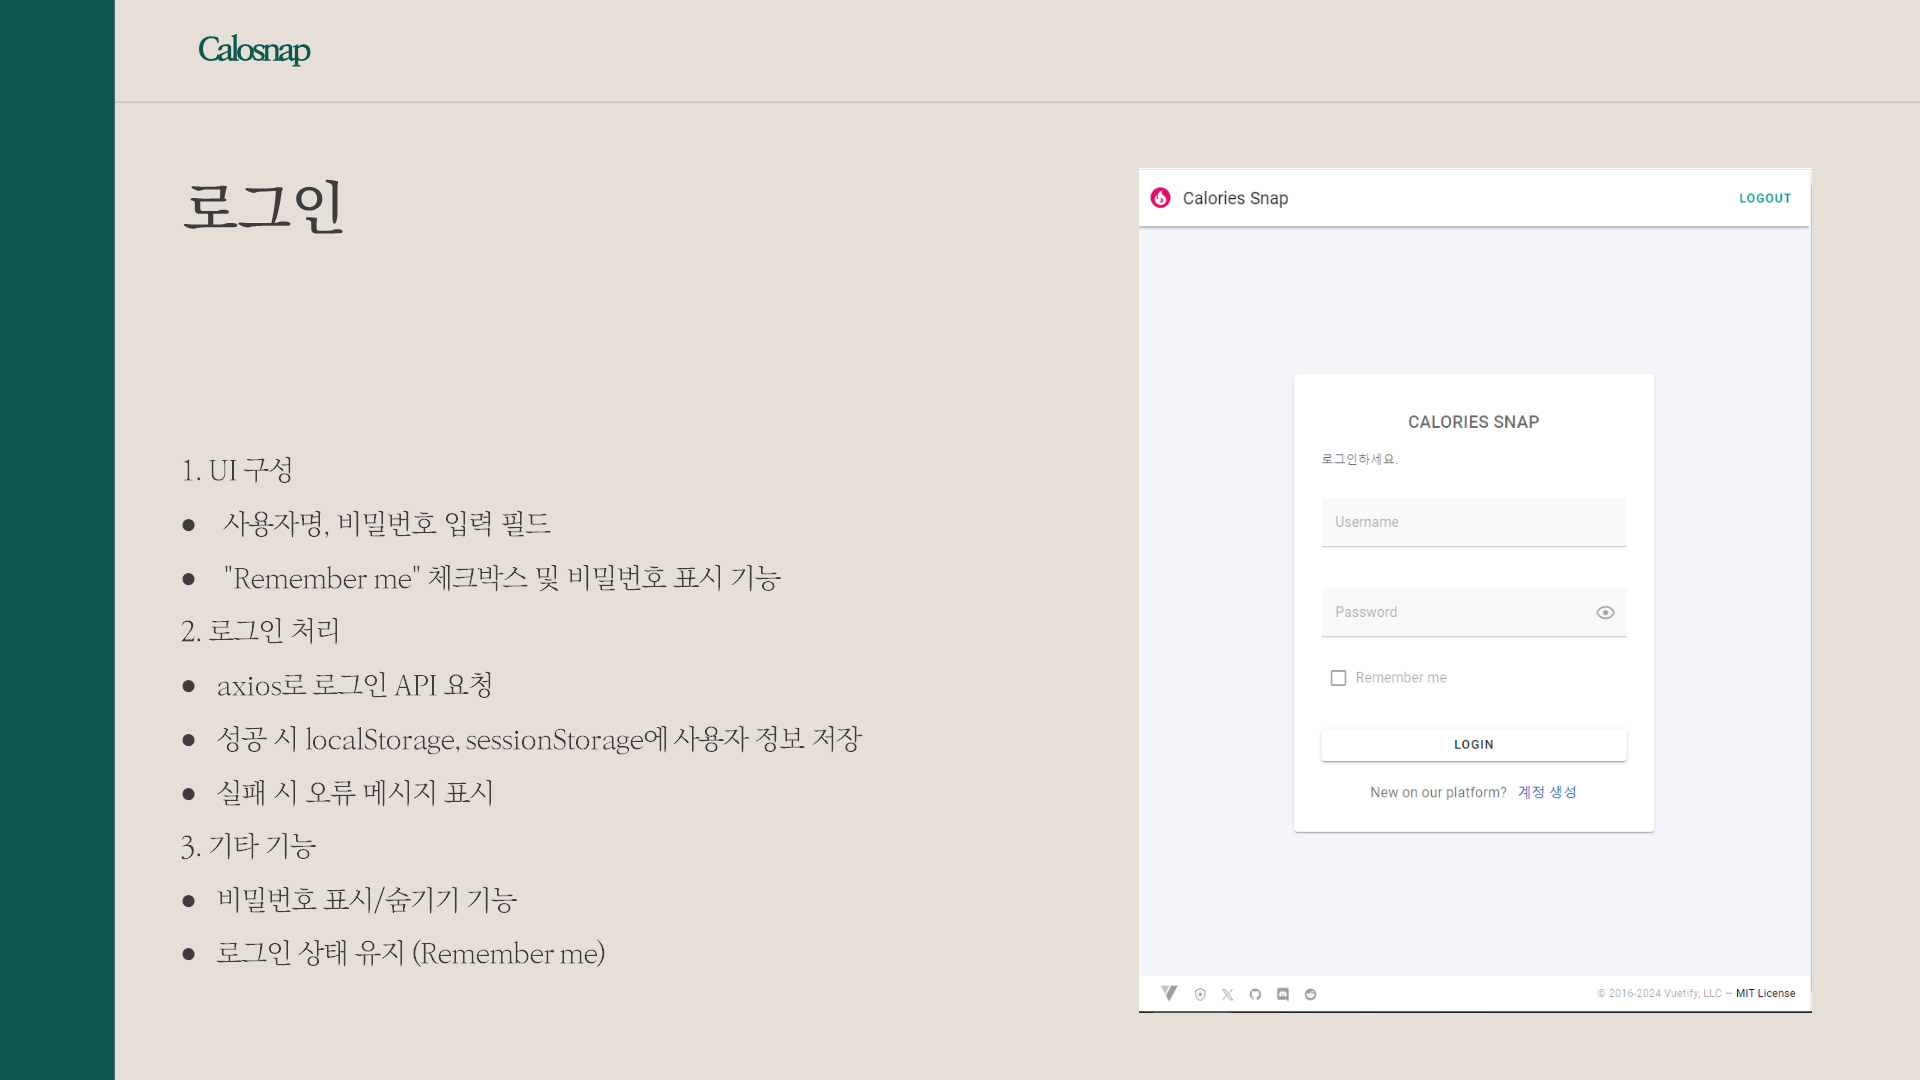 Calosnap
로그인
1. UI 구성
● 사용자명, 비밀번호 입력 필드
● "Remember me" 체크박스 및 비밀번호 표시 기능
2. 로그인 처리
● axios로 로그인 API 요청
● 성공 시 localStorage, sessionStorage에 사용자 정보 저장
● 실패 시 오류 메시지 표시
3. 기타 기능
● 비밀번호 표시/숨기기 기능
● 로그인 상태 유지 (Remember me)
Calories Snap
LOGOUT
CALORIES SNAP
로그인하세요.
Username
Password
Remember me
LOGIN
New on our platform? 계정 생성
© 2016-2024 Vuetify, LLC — MIT License